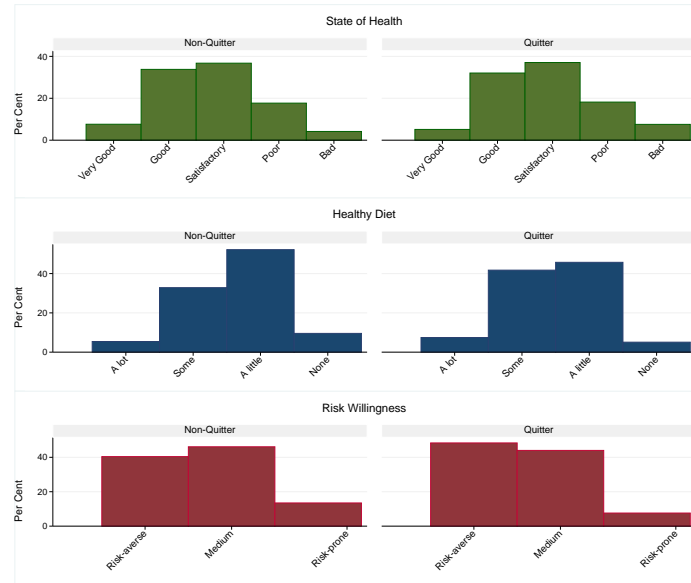 State of Health
Non-Quitter Quitter
40
20
0
Per Cent
Very Good Good Satisfactory Poor Bad Very Good Good Satisfactory Poor Bad
Healthy Diet
Non-Quitter Quitter
40
20
0
Per Cent
A lot Some A little None A lot Some A little None
Risk Willingness
Non-Quitter Quitter
40
20
0
Per Cent
Risk-averse Medium Risk-prone Risk-averse Medium Risk-prone